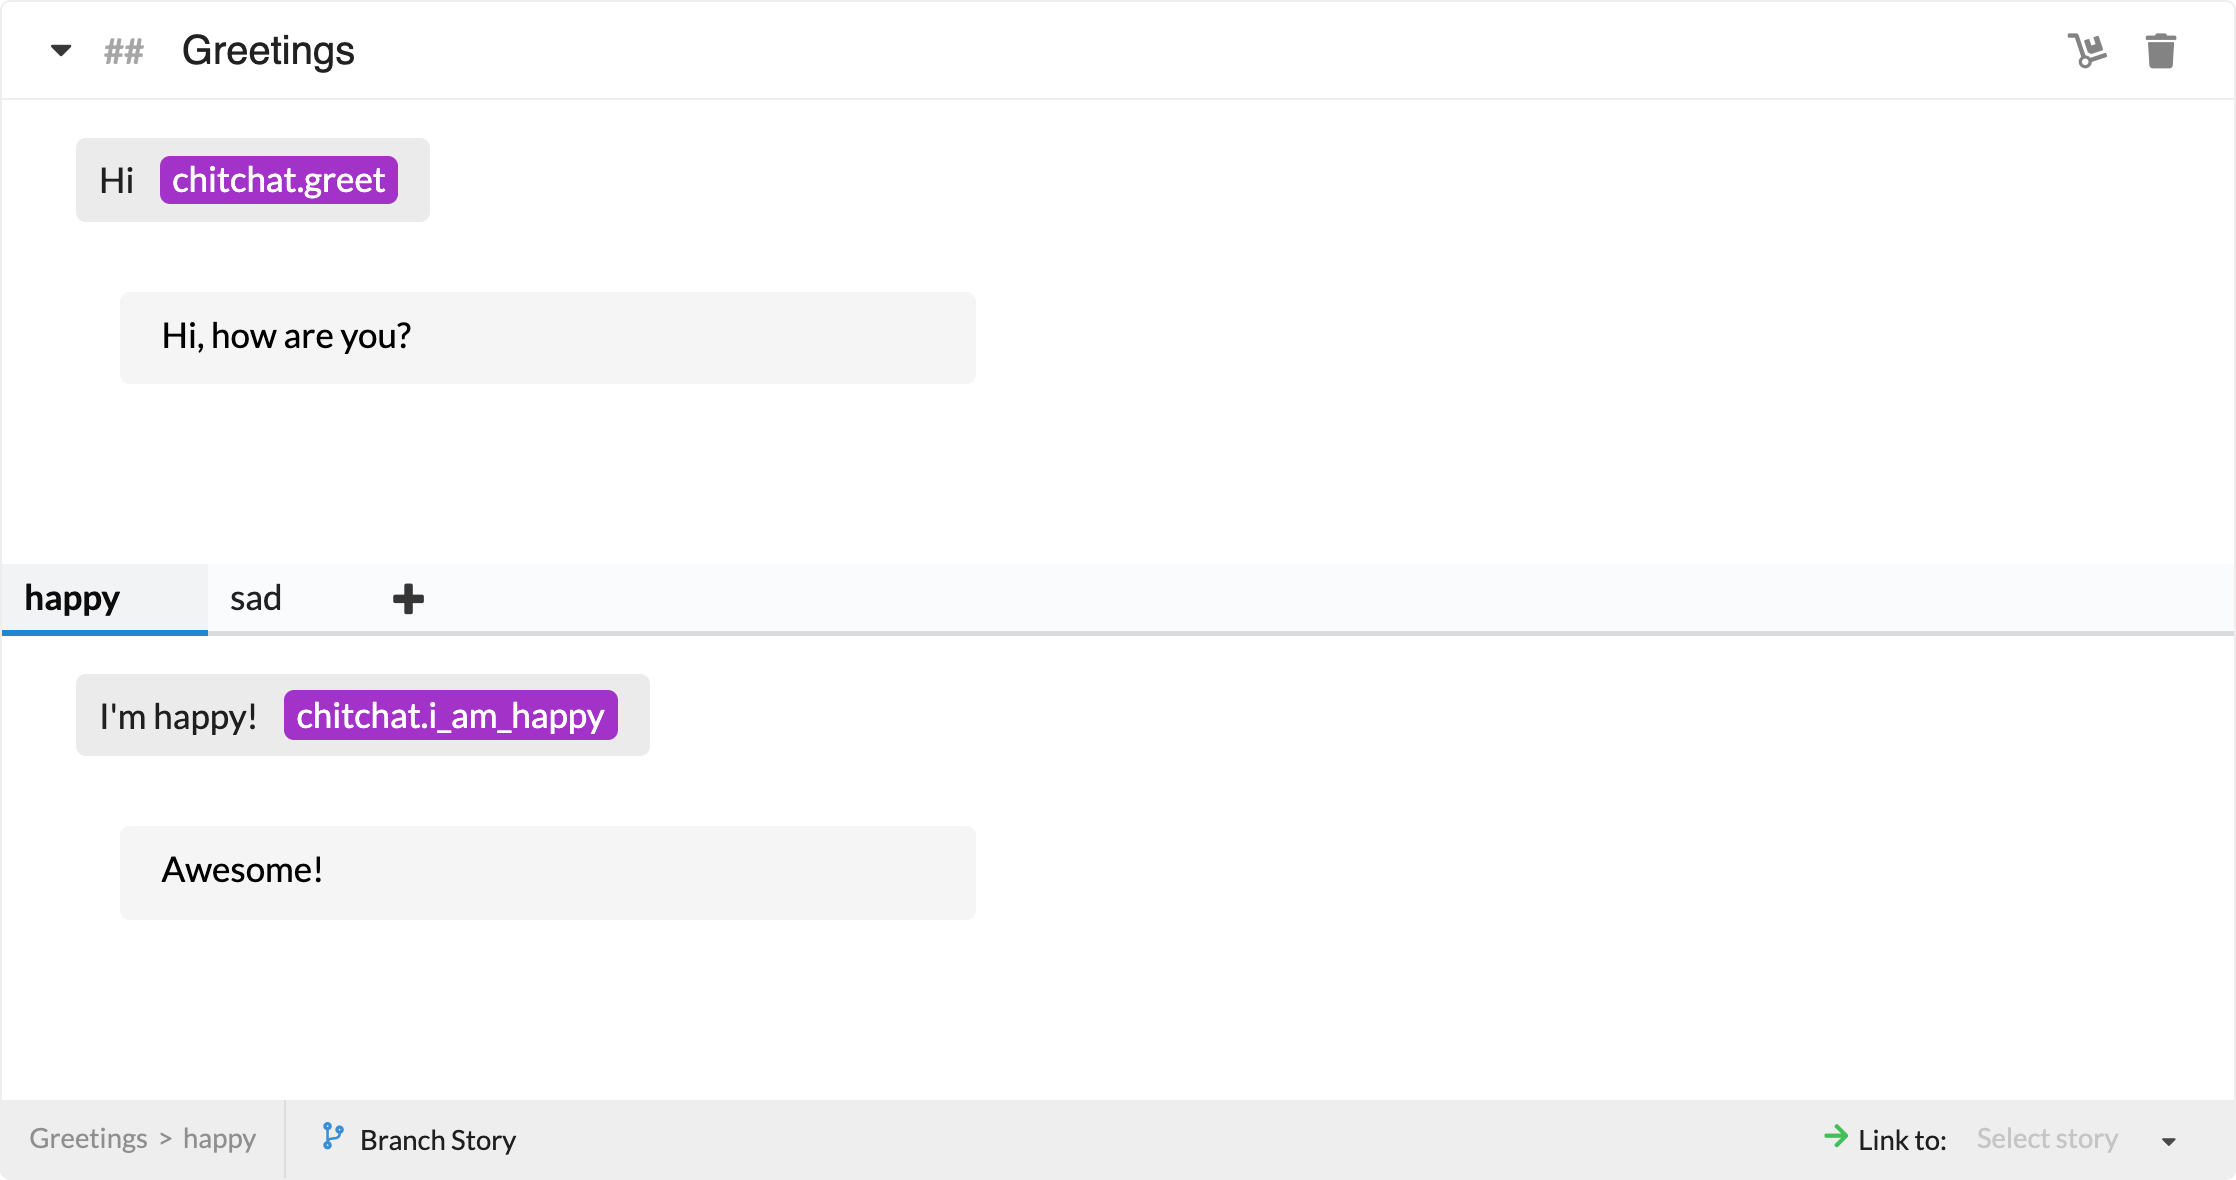 ## Greetings
Hi chitchat.greet
Hi, how are you?
happy sad
I'm happy! chitchat.i_am_happy
Awesome!
Greetings > happy Branch Story Link to: Select story